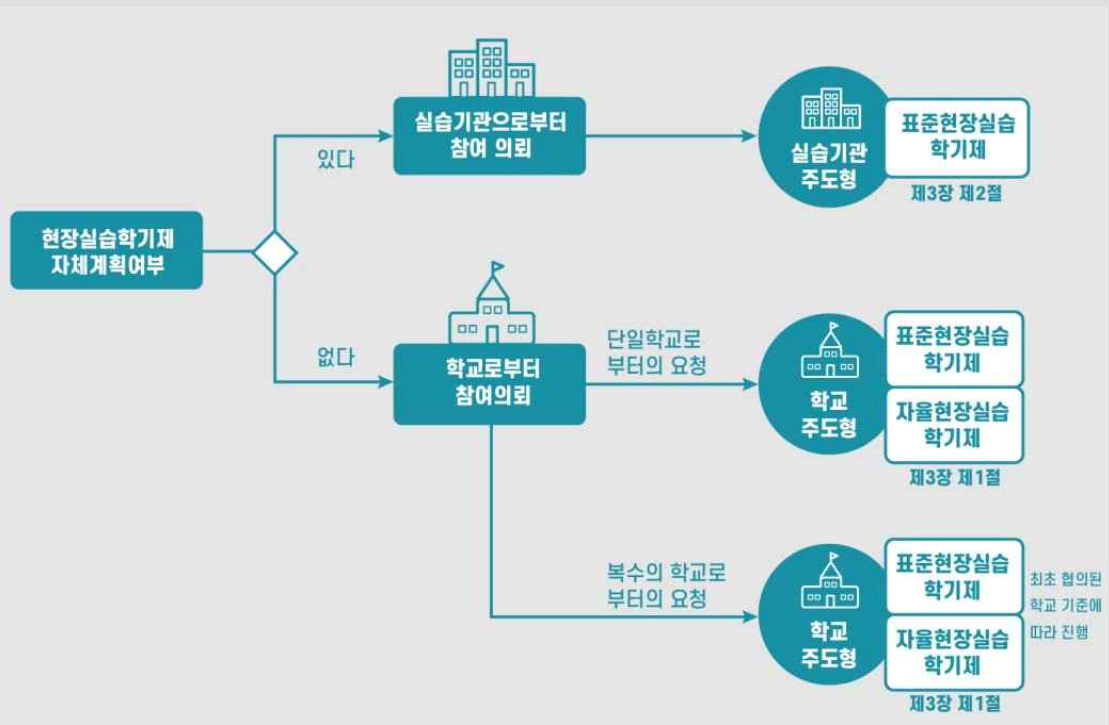 현장실습학기제
자체계획여부
있다
실습기관으로부터
참여 의뢰
실습기관
주도형
표준현장실습
학기제
제3장 제2절
없다
학교로부터
참여의뢰
단일학교로
부터의 요청
학교
주도형
표준현장실습
학기제
자율현장실습
학기제
제3장 제1절
복수의 학교로
부터의 요청
학교
주도형
표준현장실습
학기제
자율현장실습
학기제
제3장 제1절
최초 협의된
학교 기준에
따라 진행